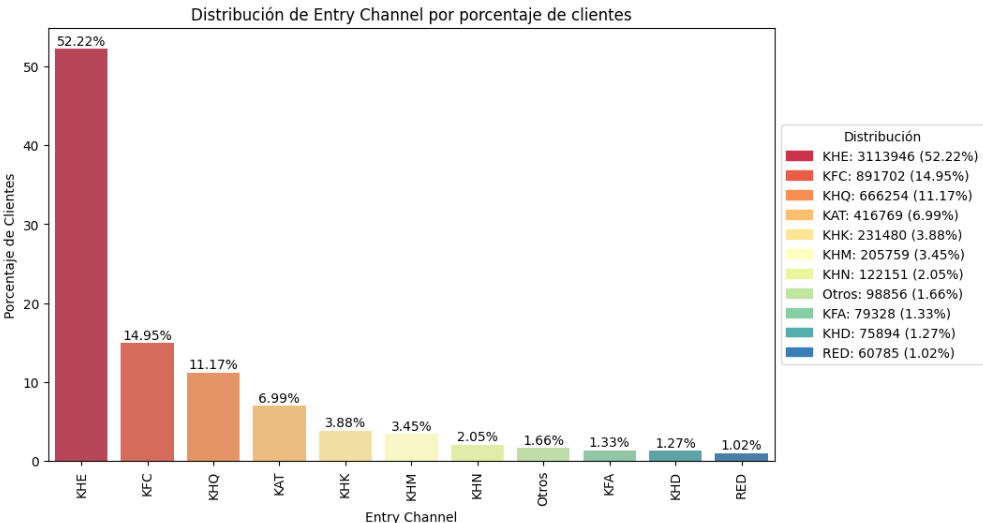 Distribución de Entry Channel por porcentaje de clientes
Porcentaje de Clientes
50
40
30
20
10
0
52.22%
14.95%
11.17%
6.99%
3.88%
3.45%
2.05%
1.66%
1.33%
1.27%
1.02%
KHE
KFC
KHQ
KAT
KHK
KHM
KHN
Otros
KFA
KHD
RED
Entry Channel
Distribución
KHE: 3113946 (52.22%)
KFC: 891702 (14.95%)
KHQ: 666254 (11.17%)
KAT: 416769 (6.99%)
KHK: 231480 (3.88%)
KHM: 205759 (3.45%)
KHN: 122151 (2.05%)
Otros: 98856 (1.66%)
KFA: 79328 (1.33%)
KHD: 75894 (1.27%)
RED: 60785 (1.02%)